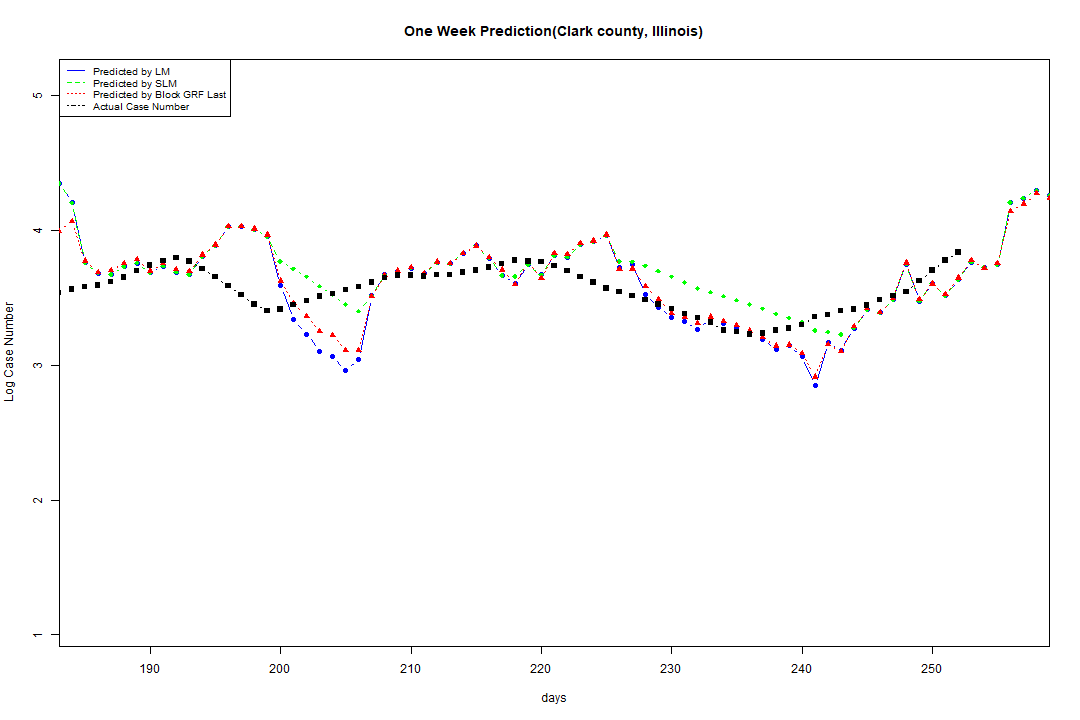 One Week Prediction(Clark county, Illinois)
Predicted by LM
Predicted by SLM
Predicted by Block GRF Last
Actual Case Number
5
4
3
2
1
Log Case Number
190 200 210 220 230 240 250
days